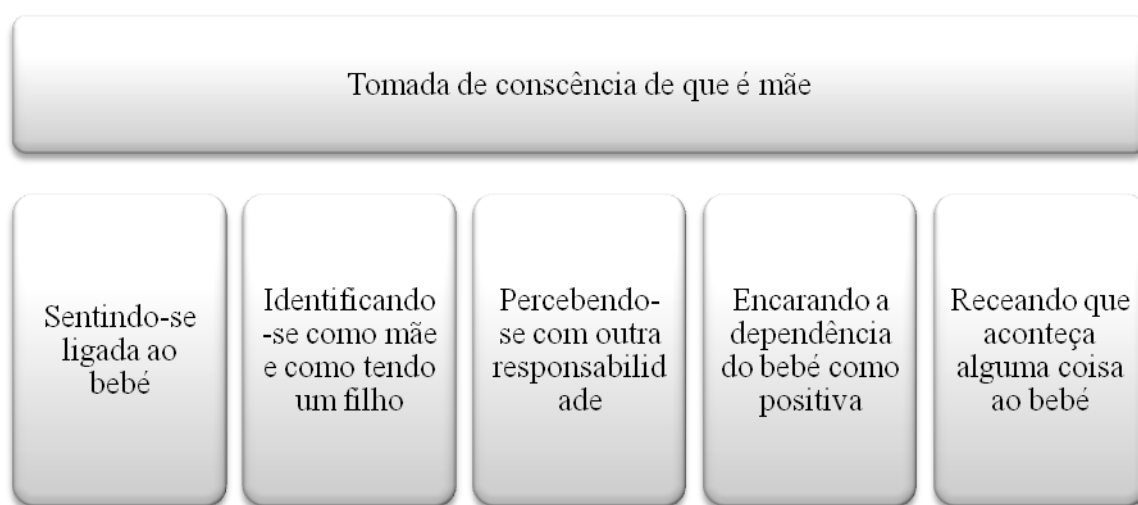 Tomada de conscência de que é mãe
Sentindo-se
ligada ao
bebé
Identificando
-se como mãe
e como tendo
um filho
Percebendo-
se com outra
responsabilid
ade
Encarando a
dependência
do bebé como
positiva
Receando que
aconteça
alguma coisa
ao bebé